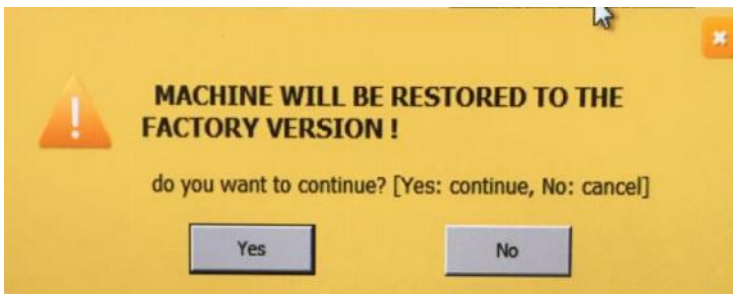 MACHINE WILL BE RESTORED TO THE
FACTORY VERSION !
do you want to continue? [Yes: continue, No: cancel]
Yes
No